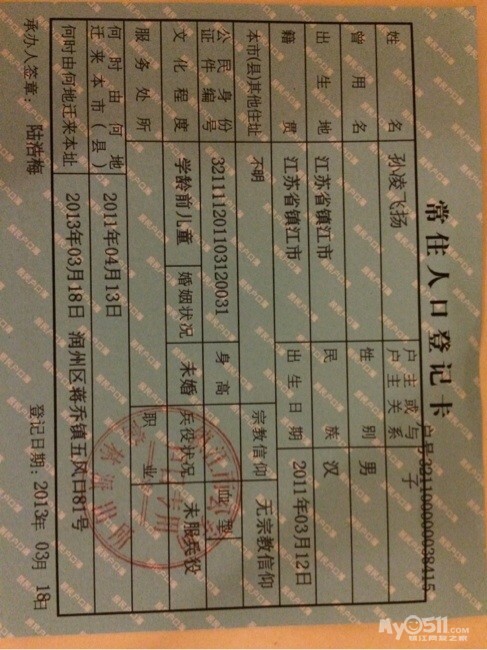 常住人口登记卡
户号:321100000038415
姓名 孙凌飞扬 户主或与户主关系 子
曾用名 性别 男
出生地 江苏省镇江市 民族 汉
籍贯 江苏省镇江市 出生日期 2011年03月12日
本市(县)其他住址 不明 宗教信仰 无宗教信仰
公民身份证件编号 321111201103120031 身高 血型
文化程度 学龄前儿童 婚姻状况 未婚 兵役状况 未服兵役
服务处所 职业
何时由何地迁来本市(县) 2011年04月13日
何时由何地迁来本址 2013年03月18日 润州区蒋乔镇五凤口81号
承办人签章: 陆浩梅 登记日期: 2013年 03月 18日
My0511.com